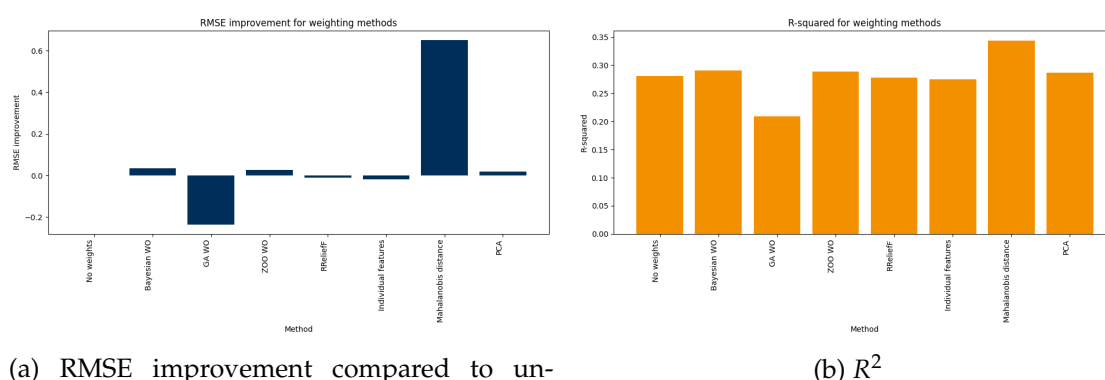 RMSE improvement for weighting methods
RMSE improvement
0.6
0.4
0.2
0.0
−0.2
No weights
Bayesian WO
GA WO
ZOO WO
RReliefF
Individual features
Mahalanobis distance
PCA
Method
R-squared for weighting methods
R-squared
0.35
0.30
0.25
0.20
0.15
0.10
0.05
0.00
No weights
Bayesian WO
GA WO
ZOO WO
RReliefF
Individual features
Mahalanobis distance
PCA
Method
(a) RMSE improvement compared to un-
(b) R²